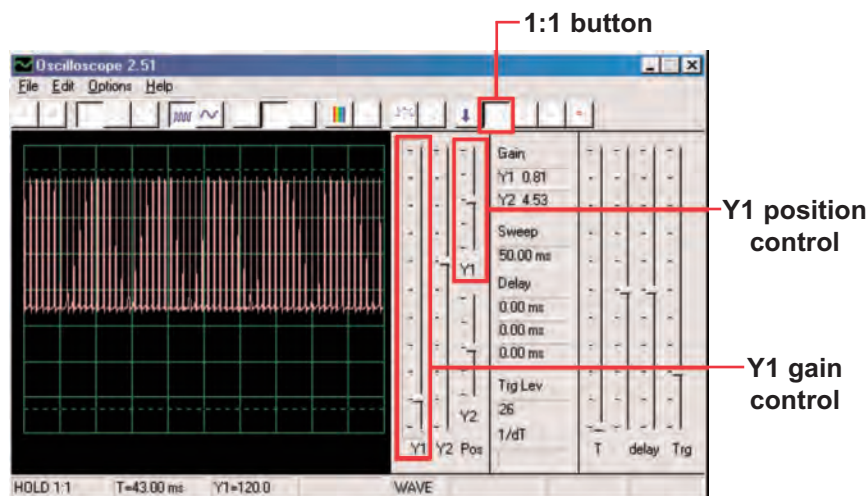 1:1 button
Oscilloscope 2.51
File Edit Options Help
Gain
Y1 0.81
Y2 4.53
Sweep
50.00 ms
Delay
0.00 ms
0.00 ms
0.00 ms
Trg Lev
26
1/dT
Y1
Y2
Y1 Y2 Pos
T delay Trg
Y1 position
control
Y1 gain
control
HOLD 1:1 T=43.00 ms Y1=120.0 WAVE